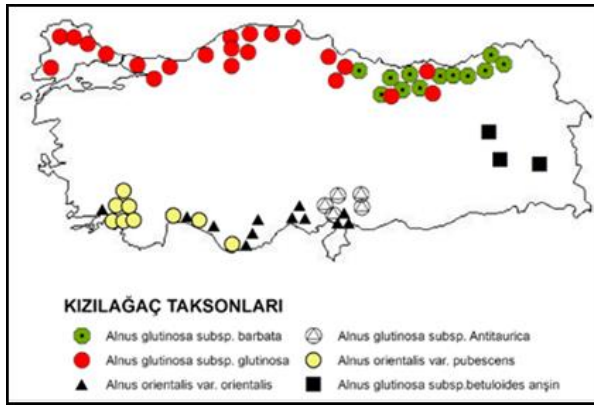 KIZILAĞAÇ TAKSONLARI
Alnus glutinosa subsp. barbata
Alnus glutinosa subsp. glutinosa
Alnus orientalis var. orientalis
Alnus glutinosa subsp. Antitaurica
Alnus orientalis var. pubescens
Alnus glutinosa subsp.betuloides anşin